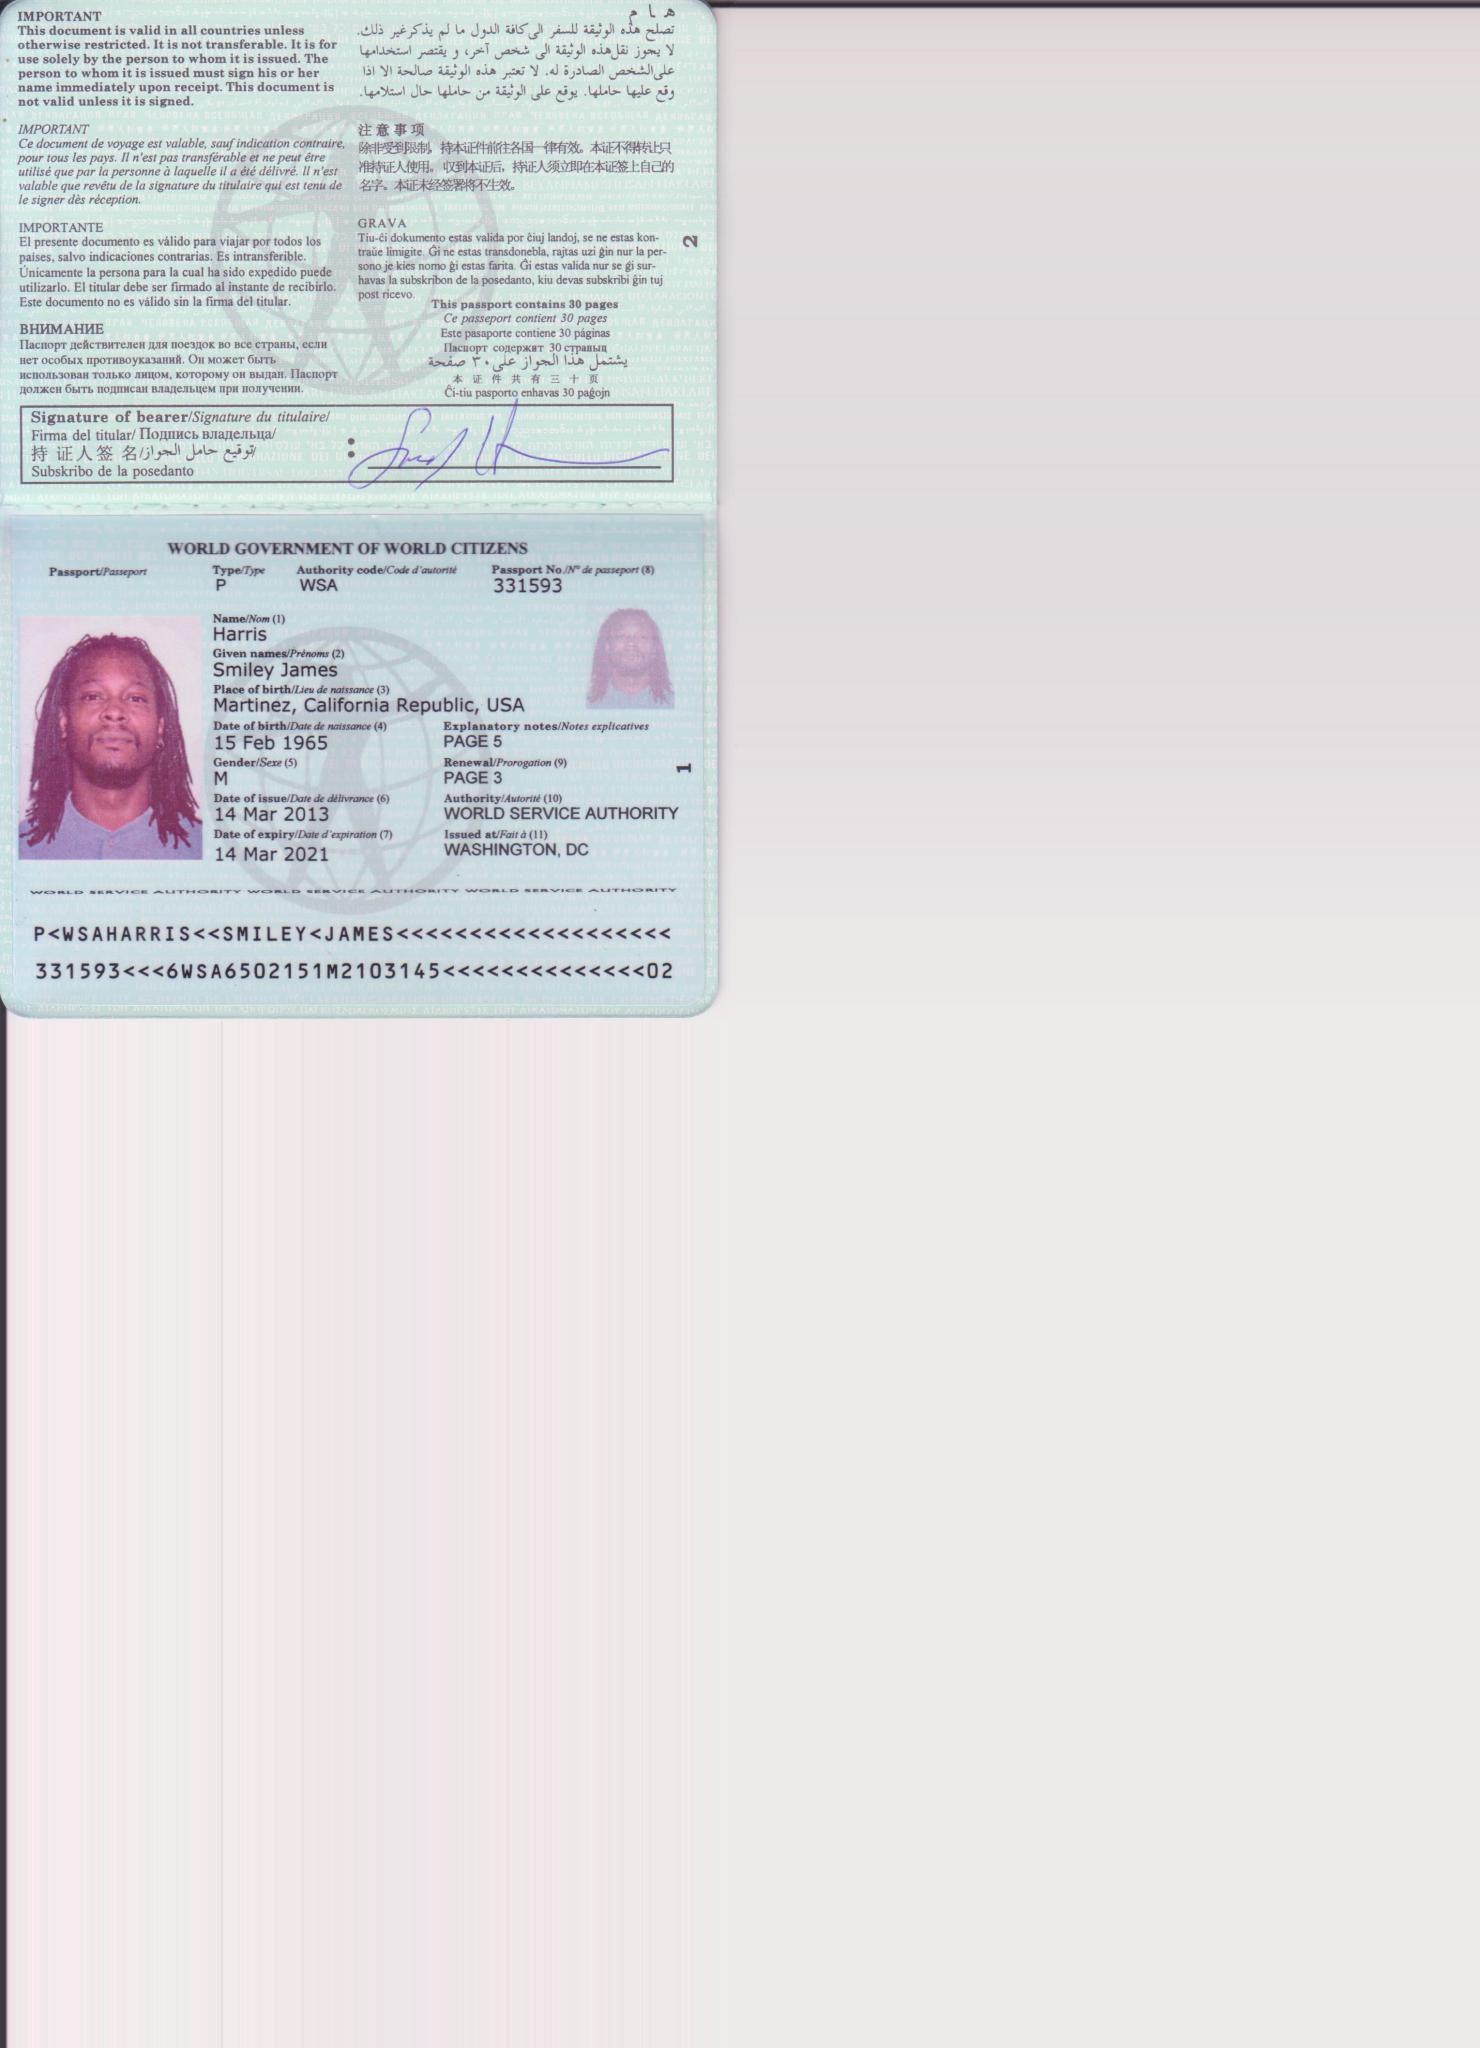 IMPORTANT
This document is valid in all countries unless
otherwise restricted. It is not transferable. It is for
use solely by the person to whom it is issued. The
person to whom it is issued must sign his or her
name immediately upon receipt. This document is
not valid unless it is signed.
هـا م
تصلح هذه الوثيقة للسفر الى كافة الدول ما لم يذكر غير ذلك.
لا يجوز نقل هذه الوثيقة الى شخص آخر، و يقتصر استخدامها
على الشخص الصادرة له. لا تعتبر هذه الوثيقة صالحة الا اذا
وقع عليها حاملها. يوقع على الوثيقة من حاملها حال استلامها.
IMPORTANT
Ce document de voyage est valable, sauf indication contraire,
pour tous les pays. Il n'est pas transférable et ne peut être
utilisé que par la personne à laquelle il a été délivré. Il n'est
valable que revêtu de la signature du titulaire qui est tenu de
le signer dès réception.
注意事项
除非受到限制，持本证件前往各国一律有效。本证不得转让只
准持证人使用。收到本证后，持证人须立即在本证签上自己的
名字。本证未经签署将不生效。
IMPORTANTE
El presente documento es válido para viajar por todos los
países, salvo indicaciones contrarias. Es intransferible.
Únicamente la persona para la cual ha sido expedido puede
utilizarlo. El titular debe ser firmado al instante de recibirlo.
Este documento no es válido sin la firma del titular.
GRAVA
Tiu-ĉi dokumento estas valida por ĉiuj landoj, se ne estas kon-
traŭe limigite. Ĝi ne estas transdonebla, rajtas uzi ĝin nur la per-
sono je kies nomo ĝi estas farita. Ĝi estas valida nur se ĝi sur-
havas la subskribon de la posedanto, kiu devas subskribi ĝin tuj
post ricevo.
2
ВНИМАНИЕ
Паспорт действителен для поездок во все страны, если
нет особых противоуказаний. Он может быть
использован только лицом, которому он выдан. Паспорт
должен быть подписан владельцем при получении.
This passport contains 30 pages
Ce passeport contient 30 pages
Este pasaporte contiene 30 páginas
Паспорт содержит 30 страниц
يشتمل هذا الجواز على ٣٠ صفحة
本证件共有三十页
Ĉi-tiu pasporto enhavas 30 paĝojn
Signature of bearer/Signature du titulaire/
Firma del titular/ Подпись владельца/
持证人签名/توقيع حامل الجواز/
Subskribo de la posedanto :
WORLD GOVERNMENT OF WORLD CITIZENS
Passport/Passeport Type/Type Authority code/Code d'autorité Passport No./Nº de passeport (8)
P WSA 331593
Name/Nom (1)
Harris
Given names/Prénoms (2)
Smiley James
Place of birth/Lieu de naissance (3)
Martinez, California Republic, USA
Date of birth/Date de naissance (4) Explanatory notes/Notes explicatives
15 Feb 1965 PAGE 5
Gender/Sexe (5) Renewal/Prorogation (9)
M PAGE 3
1
Date of issue/Date de délivrance (6) Authority/Autorité (10)
14 Mar 2013 WORLD SERVICE AUTHORITY
Date of expiry/Date d'expiration (7) Issued at/Fait à (11)
14 Mar 2021 WASHINGTON, DC
WORLD SERVICE AUTHORITY WORLD SERVICE AUTHORITY WORLD SERVICE AUTHORITY
P<WSAHARRIS<<SMILEY<JAMES<<<<<<<<<<<<<<<<<<<
331593<<<6WSA6502151M2103145<<<<<<<<<<<<<<02